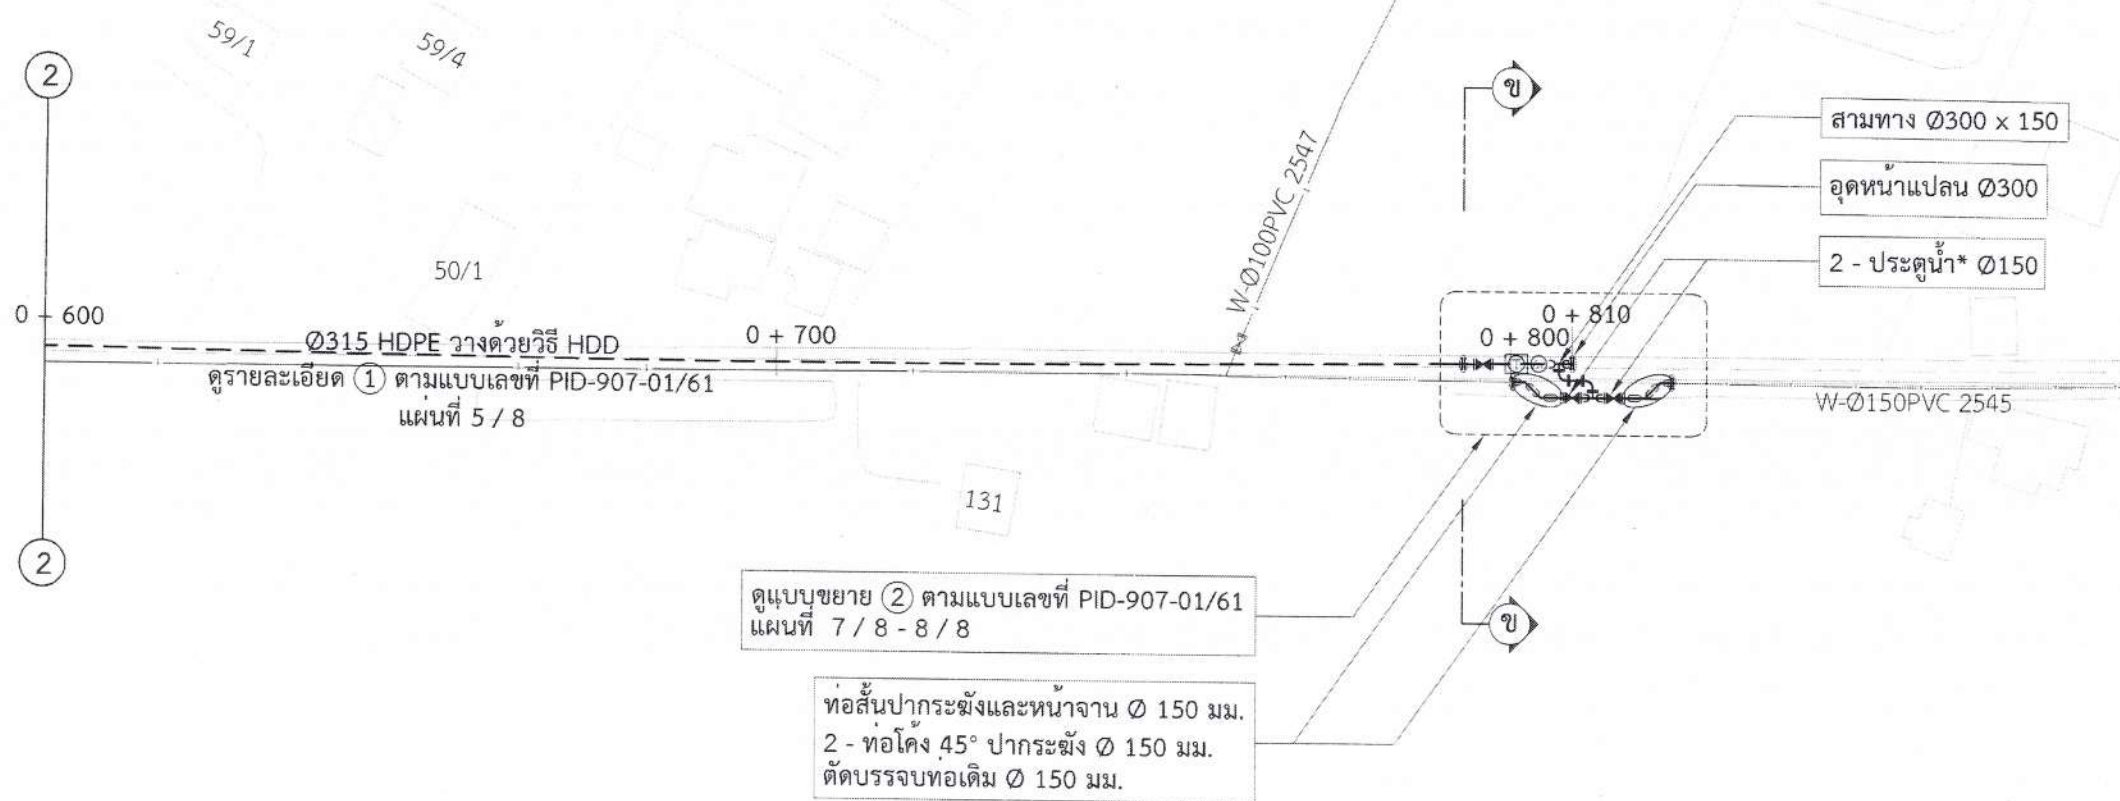 59/1
59/4
2
ข
สามทาง Ø300 x 150
W-Ø100PVC 2547
อุดหน้าแปลน Ø300
2 - ประตูน้ำ* Ø150
50/1
0 + 600
0 + 700
0 + 810
0 + 800
Ø315 HDPE วางด้วยวิธี HDD
ดูรายละเอียด 1 ตามแบบเลขที่ PID-907-01/61
แผ่นที่ 5 / 8
W-Ø150PVC 2545
131
2
ดูแบบขยาย 2 ตามแบบเลขที่ PID-907-01/61
แผ่นที่ 7 / 8 - 8 / 8
ข
ท่อสั้นปากระฆังและหน้าจาน Ø 150 มม.
2 - ท่อโค้ง 45° ปากระฆัง Ø 150 มม.
ตัดบรรจบท่อเดิม Ø 150 มม.